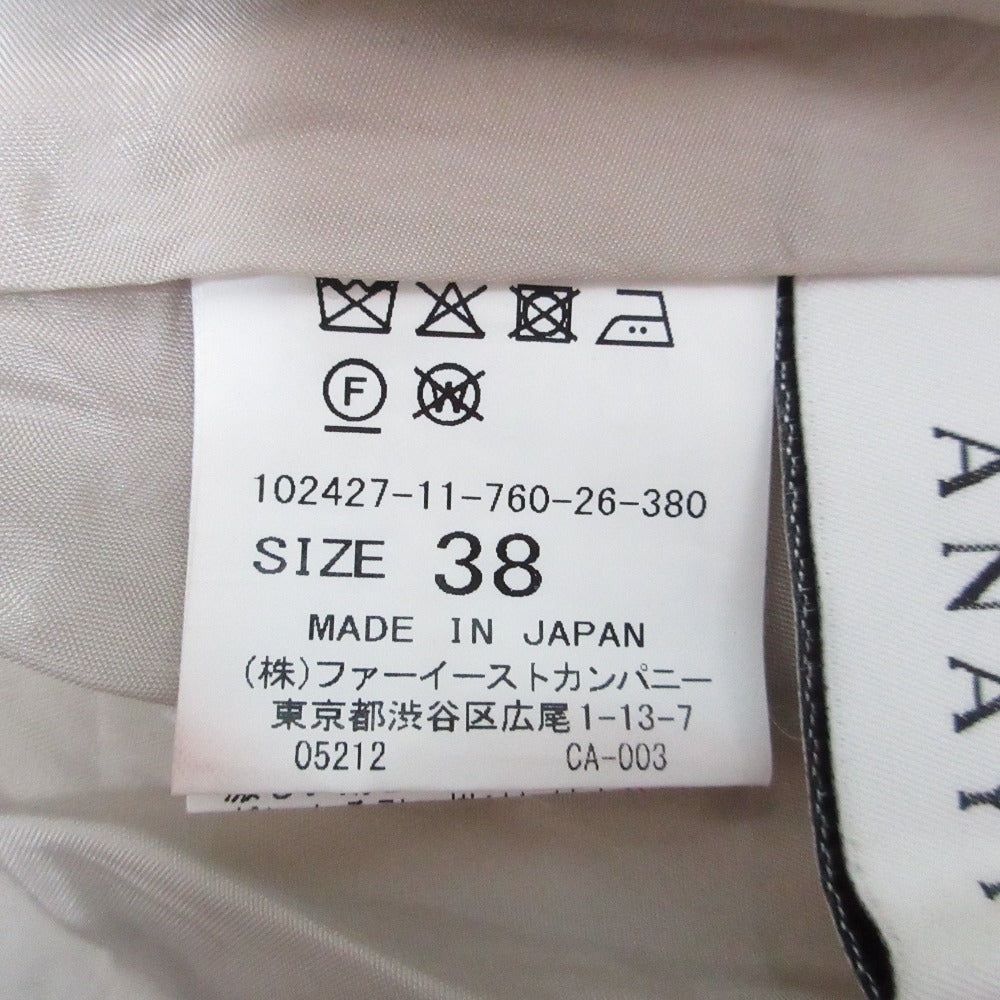 F W
102427-11-760-26-380
SIZE 38
MADE IN JAPAN
(株)ファーイーストカンパニー
東京都渋谷区広尾1-13-7
05212 CA-003
ANAYI